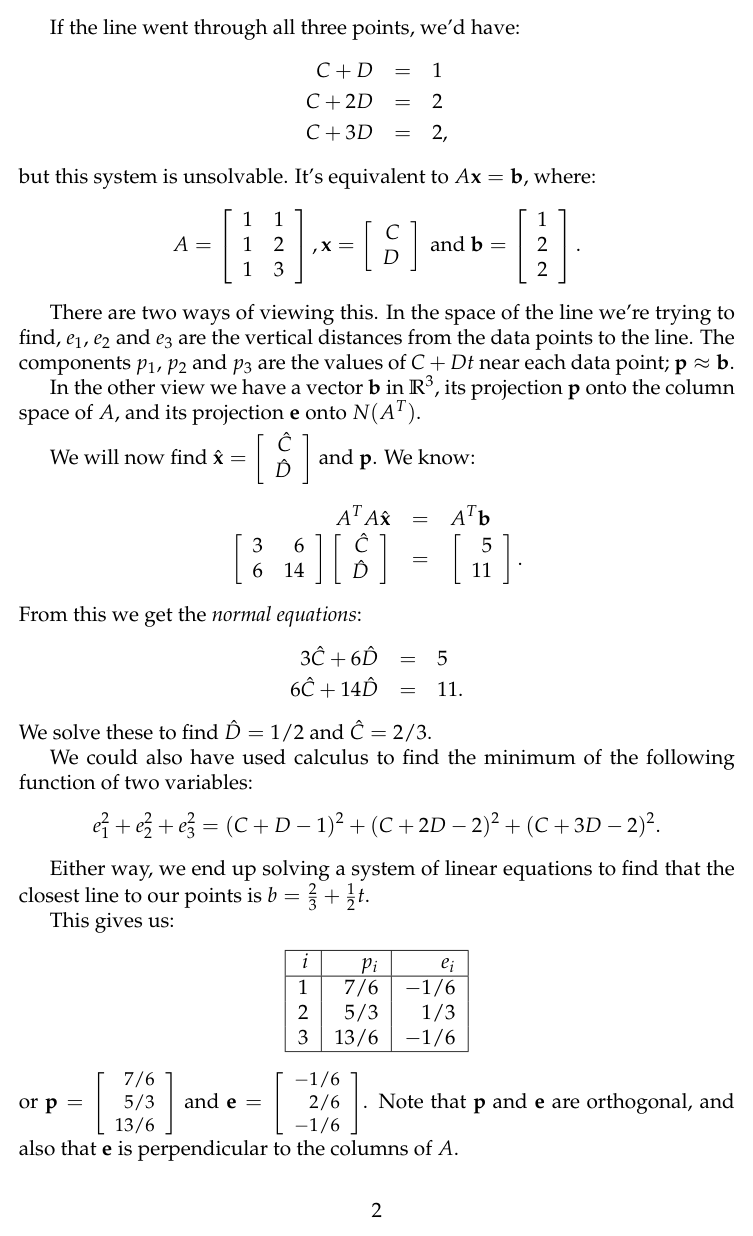 If the line went through all three points, we'd have:
C + D = 1
C + 2D = 2
C + 3D = 2,
but this system is unsolvable. It's equivalent to Ax = b, where:
A = [ 1 1 ; 1 2 ; 1 3 ], x = [ C ; D ] and b = [ 1 ; 2 ; 2 ].
There are two ways of viewing this. In the space of the line we're trying to
find, e₁, e₂ and e₃ are the vertical distances from the data points to the line. The
components p₁, p₂ and p₃ are the values of C + Dt near each data point; p ≈ b.
In the other view we have a vector b in ℝ³, its projection p onto the column
space of A, and its projection e onto N(Aᵀ).
We will now find x̂ = [ Ĉ ; D̂ ] and p. We know:
AᵀAx̂ = Aᵀb
[ 3 6 ; 6 14 ] [ Ĉ ; D̂ ] = [ 5 ; 11 ].
From this we get the normal equations:
3Ĉ + 6D̂ = 5
6Ĉ + 14D̂ = 11.
We solve these to find D̂ = 1/2 and Ĉ = 2/3.
We could also have used calculus to find the minimum of the following
function of two variables:
e₁² + e₂² + e₃² = (C + D − 1)² + (C + 2D − 2)² + (C + 3D − 2)².
Either way, we end up solving a system of linear equations to find that the
closest line to our points is b = 2/3 + 1/2 t.
This gives us:
i pᵢ eᵢ
1 7/6 −1/6
2 5/3 1/3
3 13/6 −1/6
or p = [ 7/6 ; 5/3 ; 13/6 ] and e = [ −1/6 ; 2/6 ; −1/6 ]. Note that p and e are orthogonal, and
also that e is perpendicular to the columns of A.
2